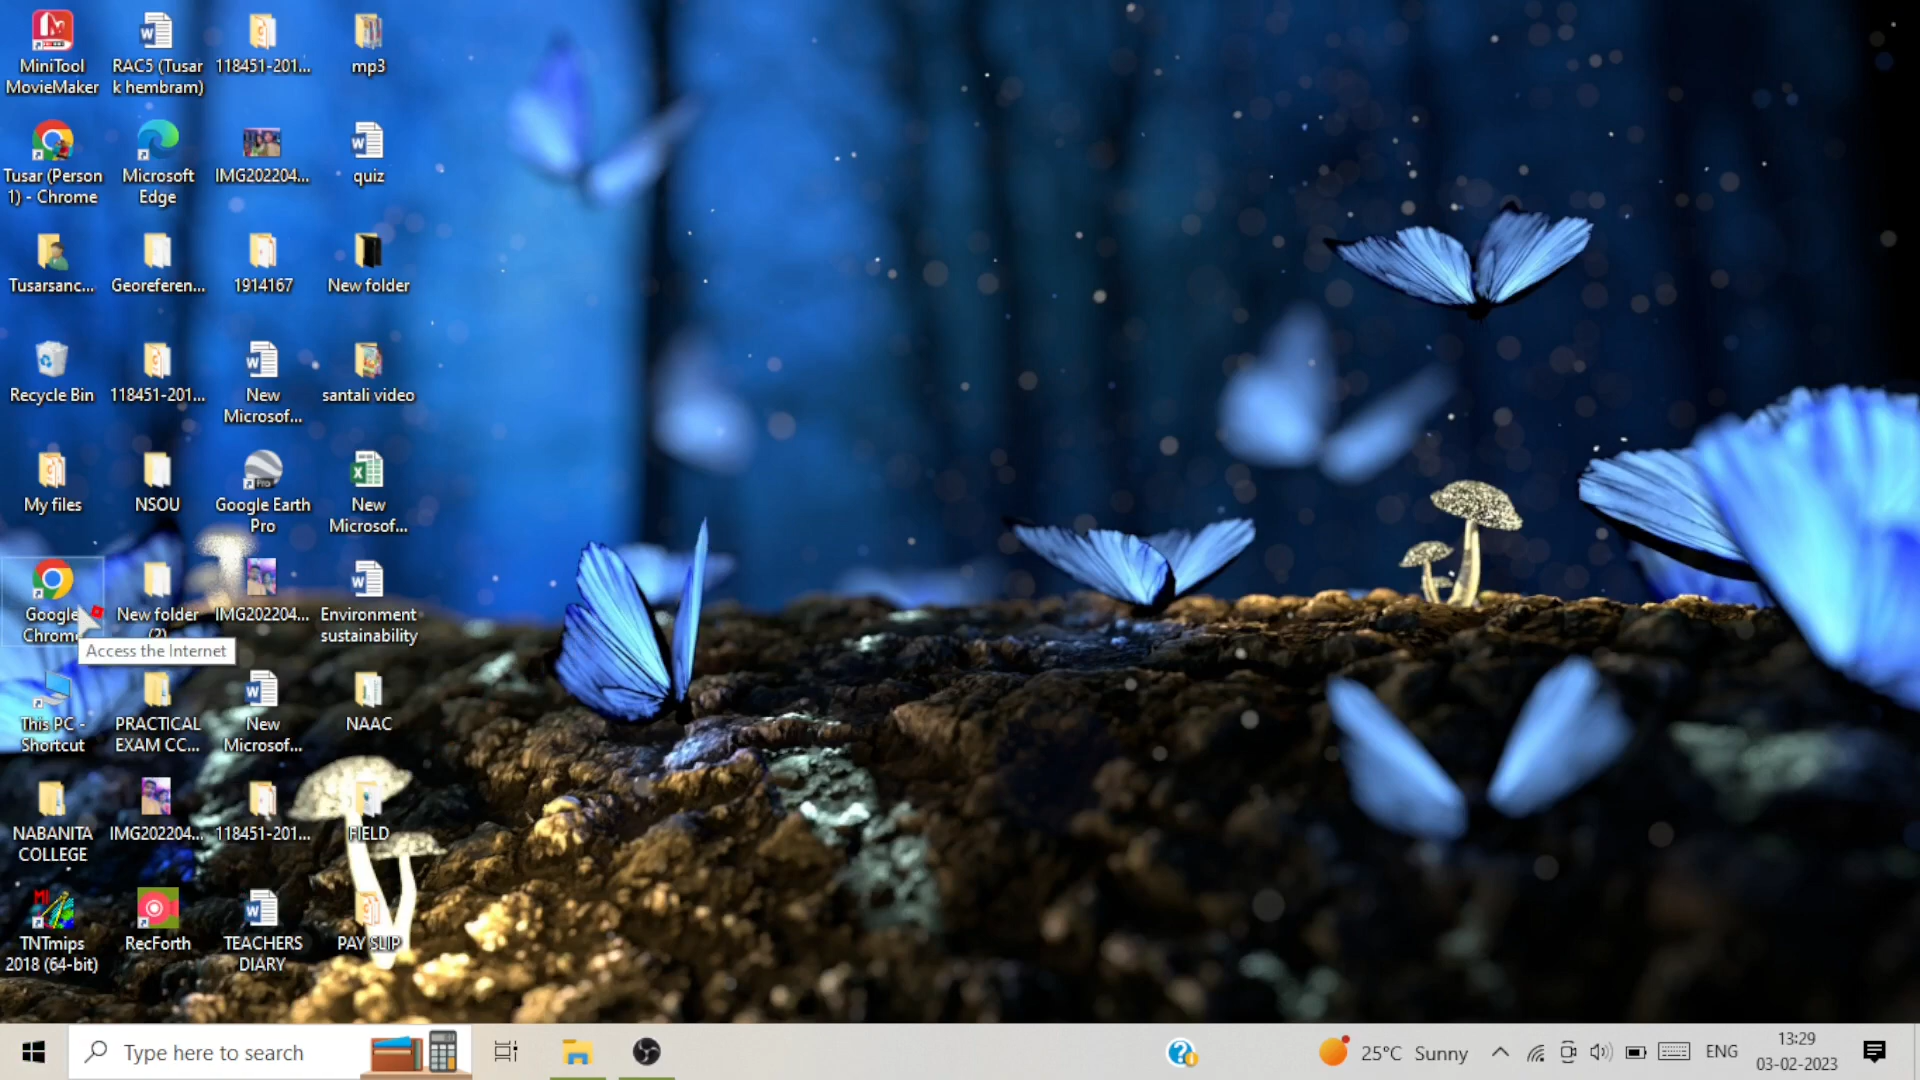 MiniTool
MovieMaker
RAC5 (Tusar
k hembram)
118451-201...
mp3
Tusar (Person
1) - Chrome
Microsoft
Edge
IMG202204...
quiz
Tusarsanc...
Georeferen...
1914167
New folder
Recycle Bin
118451-201...
New
Microsof...
santali video
My files
NSOU
Google Earth
Pro
New
Microsof...
Google
Chrome
New folder
(2)
IMG202204...
Environment
sustainability
Access the Internet
This PC -
Shortcut
PRACTICAL
EXAM CC...
New
Microsof...
NAAC
NABANITA
COLLEGE
IMG202204...
118451-201...
FIELD
TNTmips
2018 (64-bit)
RecForth
TEACHERS
DIARY
PAY SLIP
Type here to search
25°C Sunny
ENG
13:29
03-02-2023